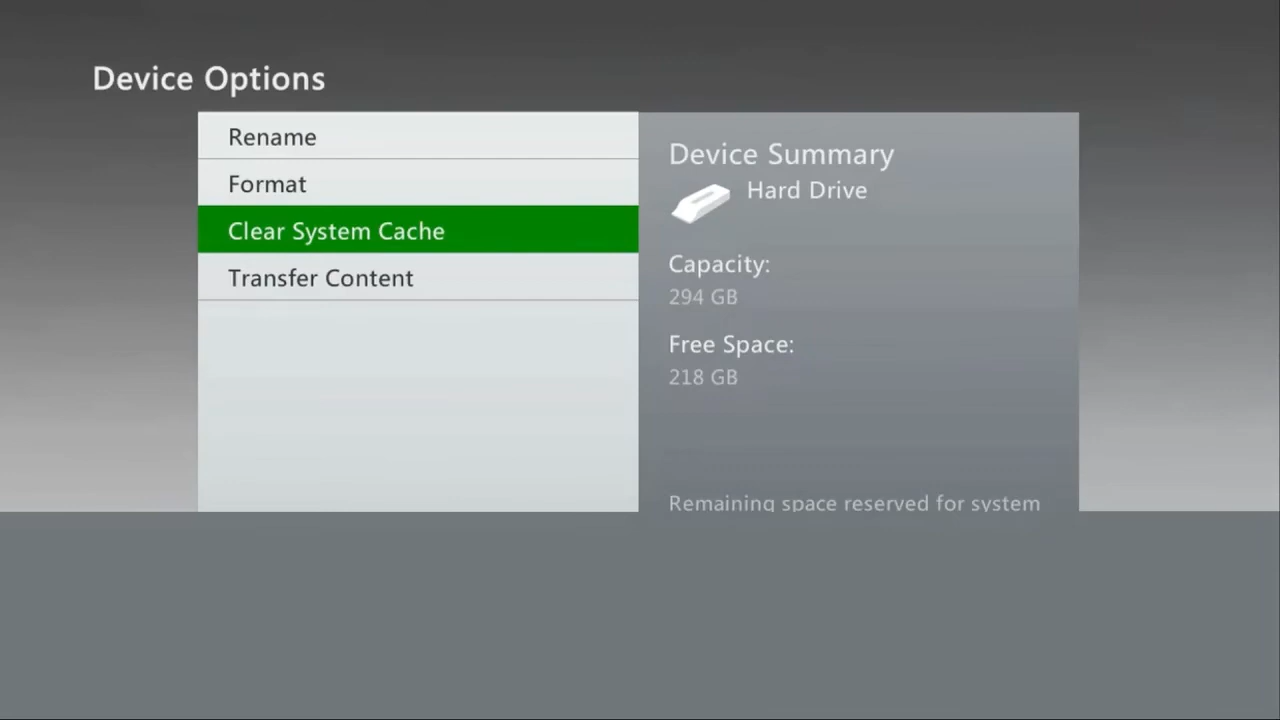 Device Options
Rename
Format
Clear System Cache
Transfer Content
Device Summary
Hard Drive
Capacity:
294 GB
Free Space:
218 GB
Remaining space reserved for system